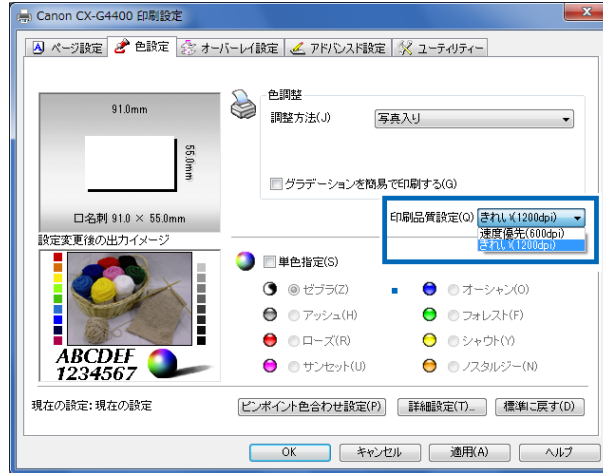 Canon CX-G4400 印刷設定
ページ設定 色設定 オーバーレイ設定 アドバンスド設定 ユーティリティー
91.0mm
55.0mm
口名刺 91.0 × 55.0mm
設定変更後の出力イメージ
ABCDEF
1234567
現在の設定:現在の設定
色調整
調整方法(J) 写真入り
グラデーションを簡易で印刷する(G)
印刷品質設定(Q) きれい(1200dpi)
速度優先(600dpi)
きれい(1200dpi)
単色指定(S)
ゼブラ(Z) オーシャン(O)
アッシュ(H) フォレスト(F)
ローズ(R) シャウト(Y)
サンセット(U) ノスタルジー(N)
ピンポイント色合わせ設定(P) 詳細設定(T)... 標準に戻す(D)
OK キャンセル 適用(A) ヘルプ